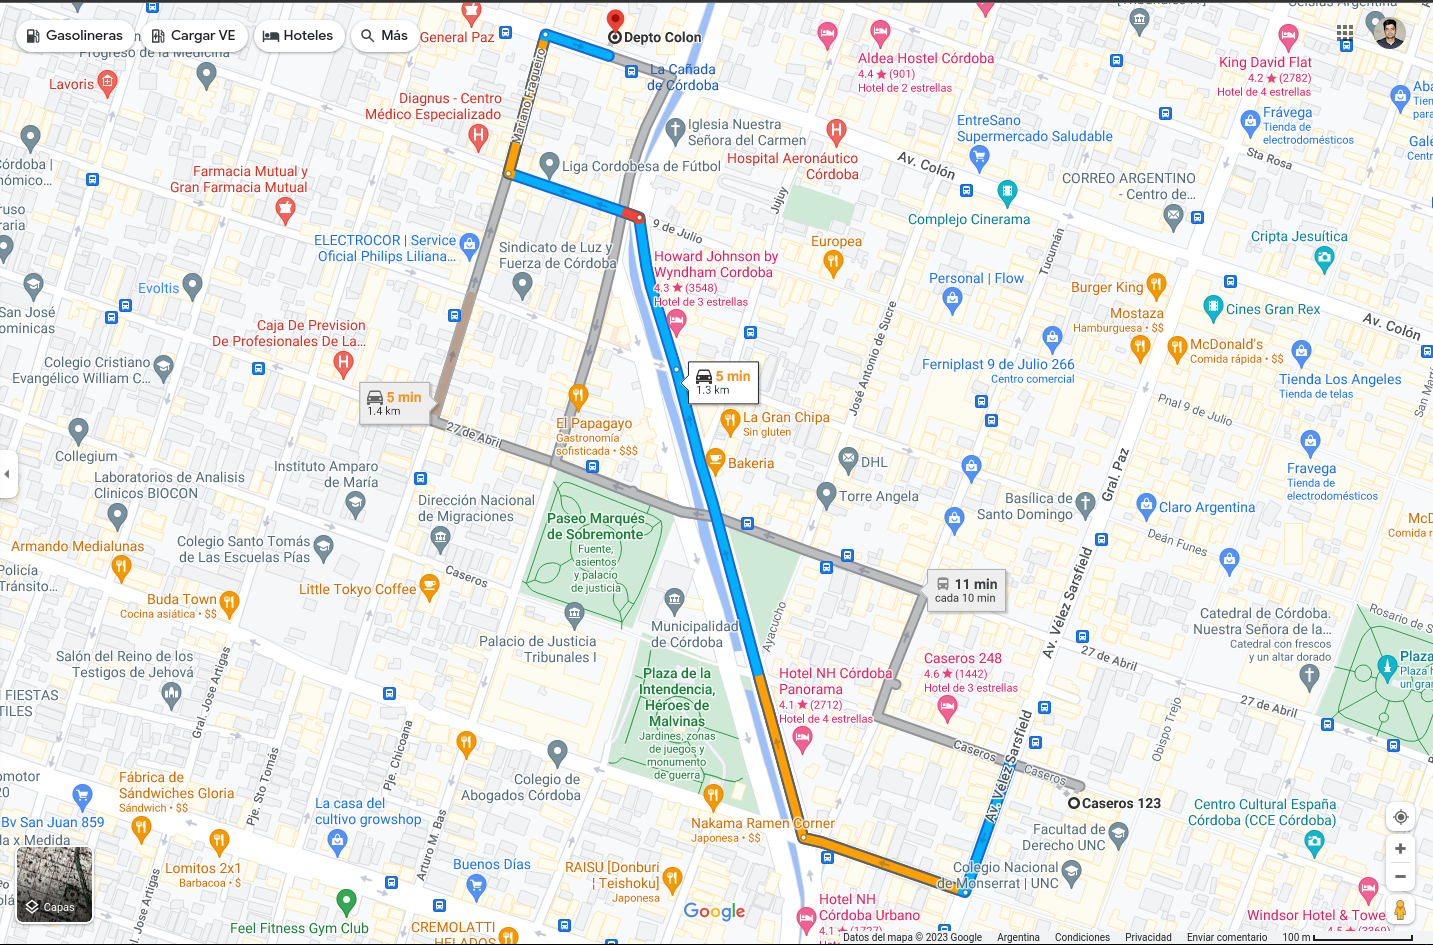 Gasolineras
Cargar VE
Hoteles
Más
Progreso de la Medicina
General Paz
Depto Colon
La Cañada
de Córdoba
Aldea Hostel Córdoba
4.4 ★ (901)
Hotel de 2 estrellas
King David Flat
4.2 ★ (2782)
Hotel de 4 estrellas
Lavoris
Diagnus - Centro
Médico Especializado
Mariano Fragueiro
Iglesia Nuestra
Señora del Carmen
EntreSano
Supermercado Saludable
Frávega
Tienda de
electrodomésticos
Sta Rosa
Hospital Aeronáutico
Córdoba
Av. Colón
Liga Cordobesa de Fútbol
Farmacia Mutual y
Gran Farmacia Mutual
Jujuy
CORREO ARGENTINO
- Centro de...
Complejo Cinerama
9 de Julio
ELECTROCOR | Service
Oficial Philips Liliana...
Sindicato de Luz y
Fuerza de Córdoba
Europea
Tucumán
Cripta Jesuítica
Howard Johnson by
Wyndham Cordoba
4.3 ★ (3548)
Hotel de 3 estrellas
Evoltis
San José
Personal | Flow
Burger King
Cines Gran Rex
Mostaza
Hamburguesa • $$
Av. Colón
Caja De Prevision
De Profesionales De La...
José Antonio de Sucre
McDonald's
Comida rápida • $$
Colegio Cristiano
Evangélico William C...
Ferniplast 9 de Julio 266
Centro comercial
Tienda Los Angeles
Tienda de telas
5 min
1.3 km
5 min
1.4 km
Pnal 9 de Julio
La Gran Chipa
Sin gluten
El Papagayo
Gastronomía
sofisticada • $$$
27 de Abril
Collegium
Bakeria
DHL
Gral. Paz
Fravega
Tienda de
electrodomésticos
Instituto Amparo
de María
Laboratorios de Analisis
Clinicos BIOCON
Dirección Nacional
de Migraciones
Torre Angela
Basílica de
Santo Domingo
Claro Argentina
Paseo Marqués
de Sobremonte
Fuente,
asientos
y palacio
de justicia
Armando Medialunas
Colegio Santo Tomás
de Las Escuelas Pías
Deán Funes
Caseros
Little Tokyo Coffee
Buda Town
Cocina asiática • $$
11 min
cada 10 min
Av. Vélez Sarsfield
Rosario de S
Municipalidad
de Córdoba
Ayacucho
Catedral de Córdoba.
Nuestra Señora de la...
Catedral con frescos
y un altar dorado
Palacio de Justicia
Tribunales I
Salón del Reino de los
Testigos de Jehová
Caseros 248
4.6 ★ (1442)
Hotel de 3 estrellas
27 de Abril
Plaza de la
Intendencia,
Héroes de
Malvinas
Jardines, zonas
de juegos y
monumento
de guerra
Hotel NH Córdoba
Panorama
4.1 ★ (2712)
Hotel de 4 estrellas
Gral. Jose Artigas
27 de Abril
Obispo Trejo
Pje. Chicoana
Caseros
Caseros
Av. Vélez Sarsfield
Caseros 123
Pje. Sto Tomás
Colegio de
Abogados Córdoba
Fábrica de
Sándwiches Gloria
Sándwich • $$
La casa del
cultivo growshop
Bv San Juan 859
Centro Cultural España
Córdoba (CCE Córdoba)
Nakama Ramen Corner
Japonesa • $$
Facultad de
Derecho UNC
Arturo M. Bas
Lomitos 2x1
Barbacoa • $
Buenos Días
RAISU [Donburi
| Teishoku]
Japonesa
Colegio Nacional
de Monserrat | UNC
Jose Artigas
Capas
Google
Hotel NH
Córdoba Urbano
4.1 ★ (1727)
Feel Fitness Gym Club
CREMOLATTI
HELADOS
Windsor Hotel & Towe
4.5 ★ (3369)
Datos del mapa © 2023 Google
Argentina
Condiciones
Privacidad
Enviar comentario
100 m